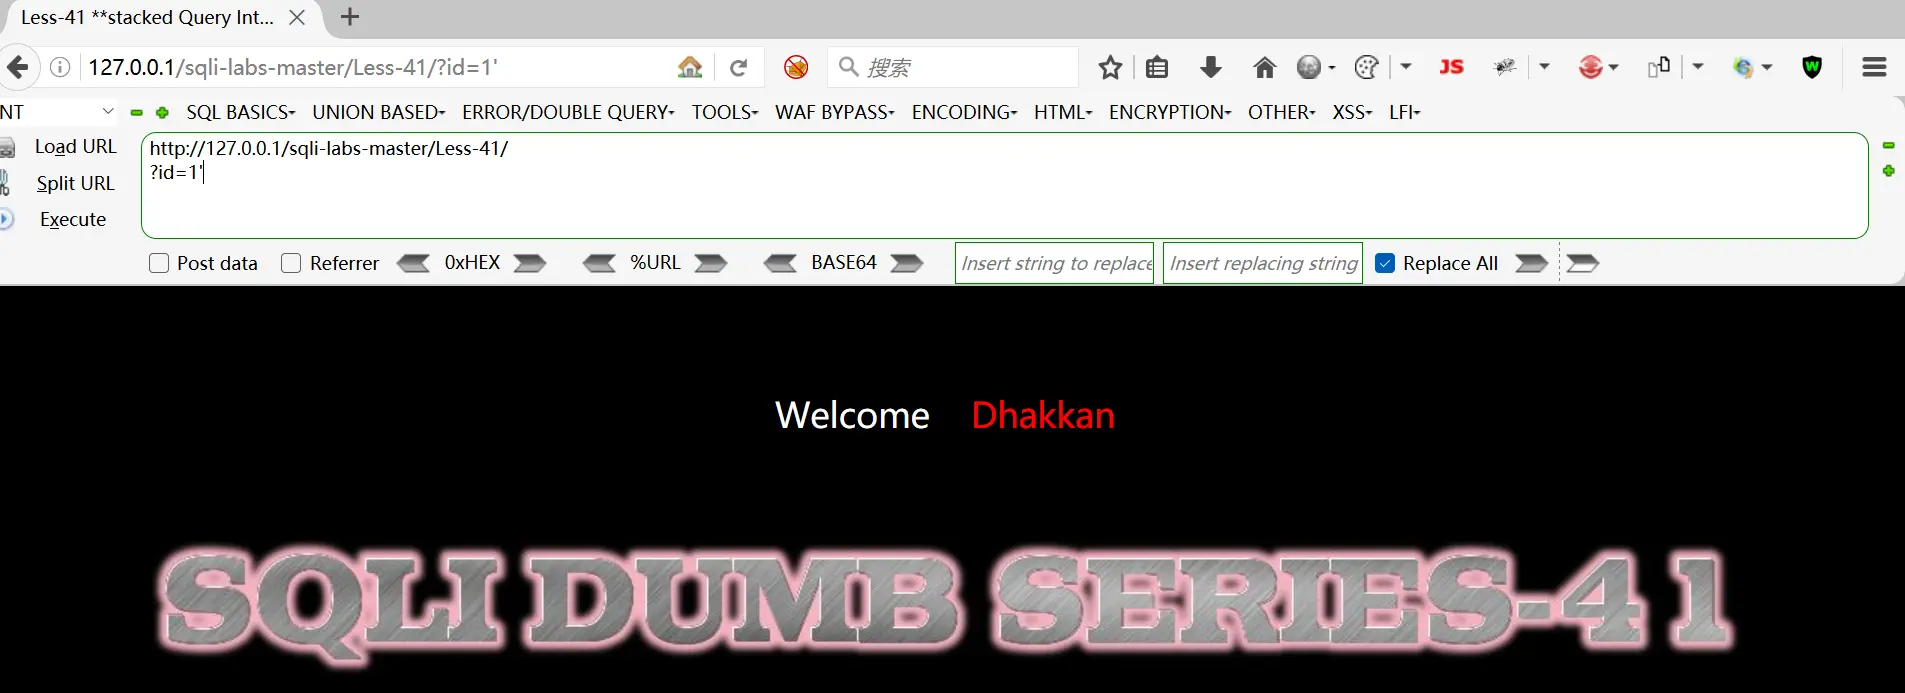 Less-41 **stacked Query Int...
127.0.0.1/sqli-labs-master/Less-41/?id=1'
搜索
JS
W
NT
SQL BASICS
UNION BASED
ERROR/DOUBLE QUERY
TOOLS
WAF BYPASS
ENCODING
HTML
ENCRYPTION
OTHER
XSS
LFI
Load URL
http://127.0.0.1/sqli-labs-master/Less-41/
?id=1'
Split URL
Execute
Post data
Referrer
0xHEX
%URL
BASE64
Insert string to replace
Insert replacing string
Replace All
Welcome Dhakkan
SQLI DUMB SERIES-41